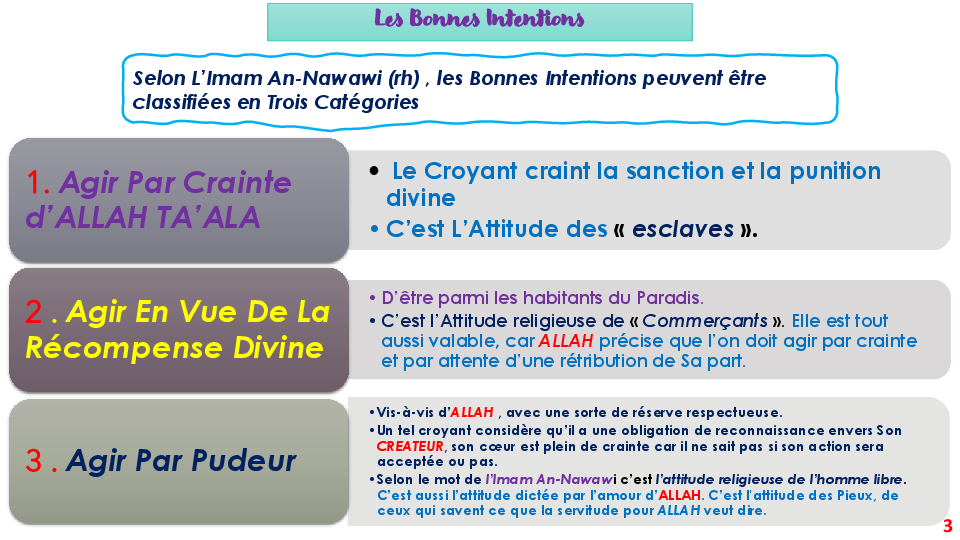 Les Bonnes Intentions
Selon L’Imam An-Nawawi (rh) , les Bonnes Intentions peuvent être
classifiées en Trois Catégories
1. Agir Par Crainte
d’ALLAH TA’ALA
• Le Croyant craint la sanction et la punition
divine
• C’est L’Attitude des « esclaves ».
2 . Agir En Vue De La
Récompense Divine
• D’être parmi les habitants du Paradis.
• C’est l’Attitude religieuse de « Commerçants ». Elle est tout
aussi valable, car ALLAH précise que l’on doit agir par crainte
et par attente d’une rétribution de Sa part.
3 . Agir Par Pudeur
• Vis-à-vis d’ALLAH , avec une sorte de réserve respectueuse.
• Un tel croyant considère qu’il a une obligation de reconnaissance envers Son
CREATEUR, son cœur est plein de crainte car il ne sait pas si son action sera
acceptée ou pas.
• Selon le mot de l’Imam An-Nawawi c’est l’attitude religieuse de l’homme libre.
C’est aussi l’attitude dictée par l’amour d’ALLAH. C’est l’attitude des Pieux, de
ceux qui savent ce que la servitude pour ALLAH veut dire.
3